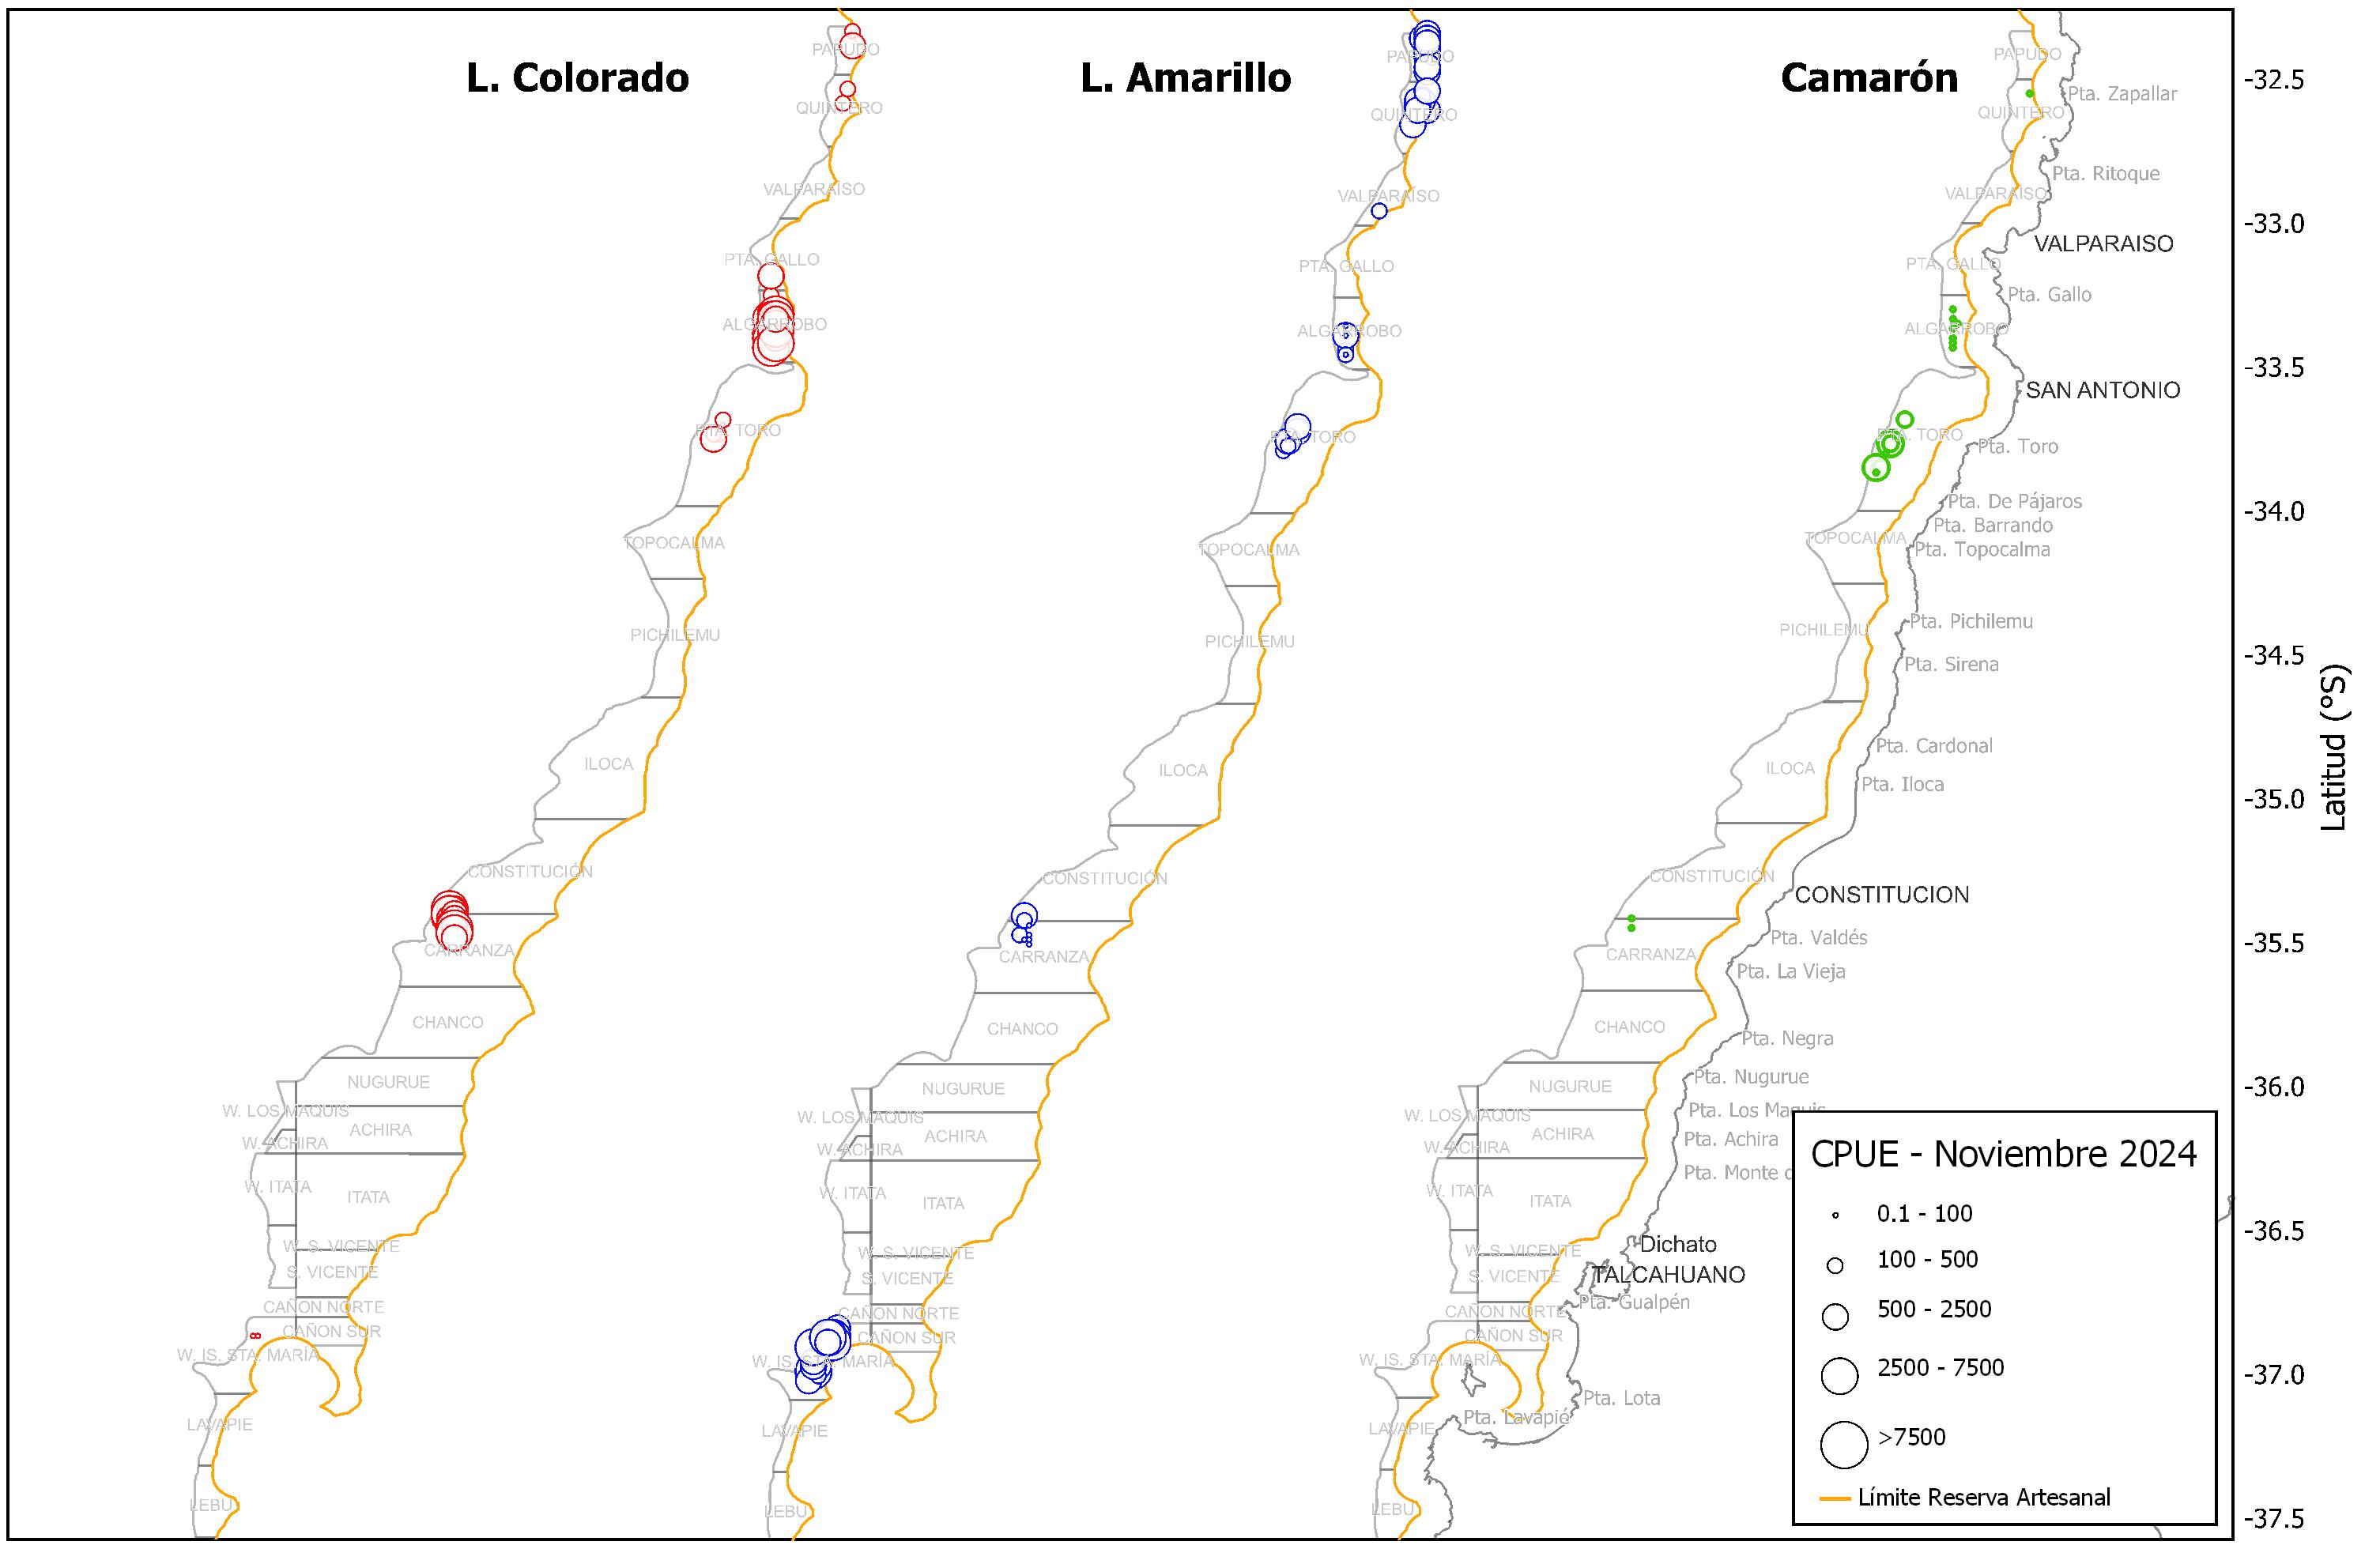 L. Colorado
PAPUDO
QUINTERO
VALPARAÍSO
PTA. GALLO
ALGARROBO
PTA. TORO
TOPOCALMA
PICHILEMU
ILOCA
CONSTITUCIÓN
CARRANZA
CHANCO
NUGURUE
W. LOS MAQUIS
ACHIRA
W. ACHIRA
W. ITATA
ITATA
W. S. VICENTE
S. VICENTE
CAÑON NORTE
CAÑON SUR
W. IS. STA. MARÍA
LAVAPIE
LEBU
L. Amarillo
PAPUDO
QUINTERO
VALPARAÍSO
PTA. GALLO
ALGARROBO
PTA. TORO
TOPOCALMA
PICHILEMU
ILOCA
CONSTITUCIÓN
CARRANZA
CHANCO
NUGURUE
W. LOS MAQUIS
ACHIRA
W. ACHIRA
W. ITATA
ITATA
W. S. VICENTE
S. VICENTE
CAÑON NORTE
CAÑON SUR
W. IS. STA. MARÍA
LAVAPIE
LEBU
Camarón
PAPUDO
QUINTERO
VALPARAÍSO
PTA. GALLO
ALGARROBO
PTA. TORO
TOPOCALMA
PICHILEMU
ILOCA
CONSTITUCIÓN
CARRANZA
CHANCO
NUGURUE
W. LOS MAQUIS
ACHIRA
W. ACHIRA
W. ITATA
ITATA
W. S. VICENTE
S. VICENTE
CAÑON NORTE
CAÑON SUR
W. IS. STA. MARÍA
LAVAPIE
LEBU
Pta. Zapallar
Pta. Ritoque
VALPARAISO
Pta. Gallo
SAN ANTONIO
Pta. Toro
Pta. De Pájaros
Pta. Barrando
Pta. Topocalma
Pta. Pichilemu
Pta. Sirena
Pta. Cardonal
Pta. Iloca
CONSTITUCION
Pta. Valdés
Pta. La Vieja
Pta. Negra
Pta. Nugurue
Pta. Los Maquis
Pta. Achira
Pta. Monte
Dichato
TALCAHUANO
Pta. Gualpén
Pta. Lota
Pta. Lavapié
CPUE - Noviembre 2024
0.1 - 100
100 - 500
500 - 2500
2500 - 7500
>7500
Límite Reserva Artesanal
-32.5
-33.0
-33.5
-34.0
-34.5
-35.0
-35.5
-36.0
-36.5
-37.0
-37.5
Latitud (°S)